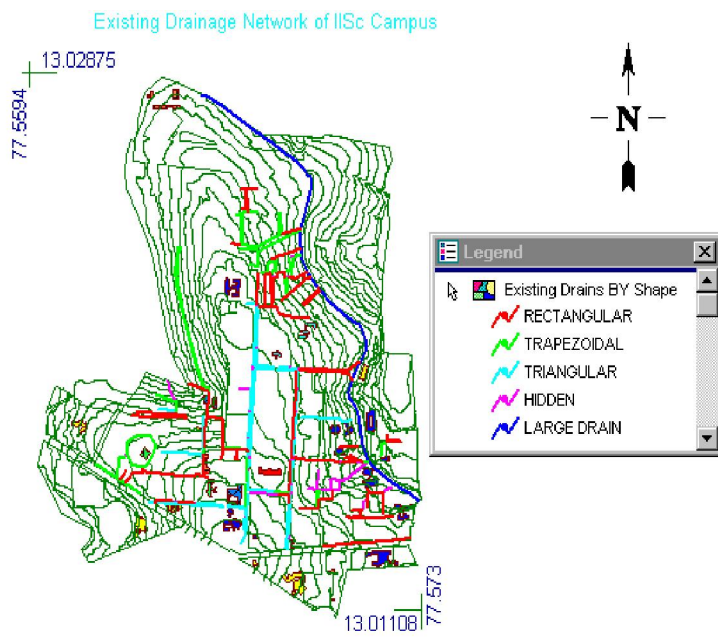 Existing Drainage Network of IISc Campus
13.02875
77.5594
N
Legend
Existing Drains BY Shape
RECTANGULAR
TRAPEZOIDAL
TRIANGULAR
HIDDEN
LARGE DRAIN
13.01108
77.573